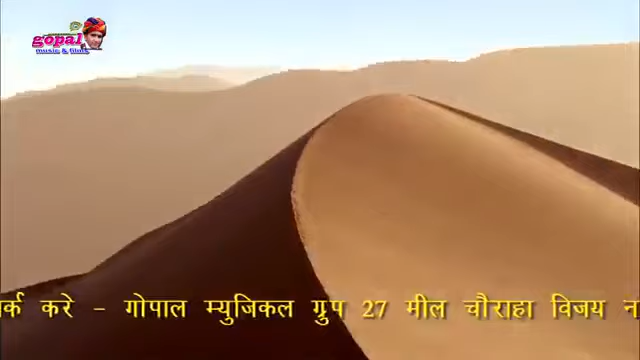 gopal
music & films
र्क करे - गोपाल म्युजिकल ग्रुप 27 मील चौराहा विजय न